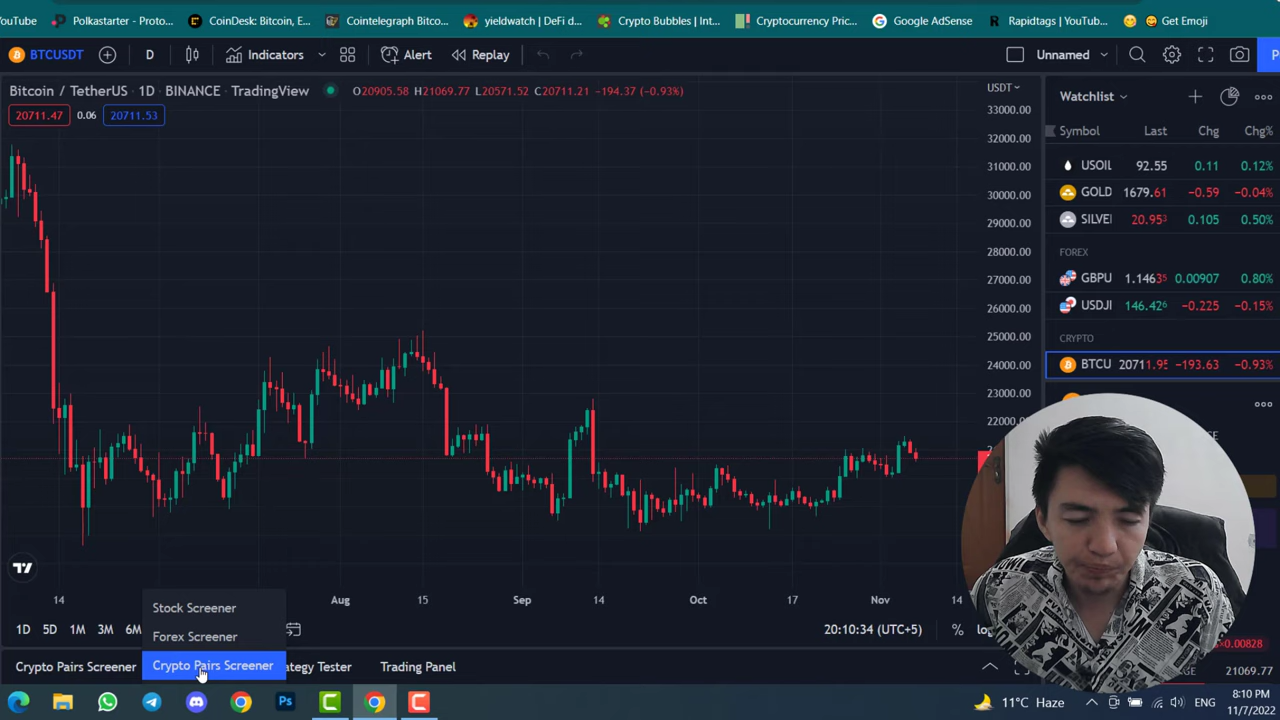 YouTube
Polkastarter - Proto...
CoinDesk: Bitcoin, E...
Cointelegraph Bitco...
yieldwatch | DeFi d...
Crypto Bubbles | Int...
Cryptocurrency Pric...
Google AdSense
Rapidtags | YouTub...
Get Emoji
BTCUSDT
D
Indicators
Alert
Replay
Unnamed
Bitcoin / TetherUS · 1D · BINANCE · TradingView
O20905.58 H21069.77 L20571.52 C20711.21 −194.37 (−0.93%)
USDT
Watchlist
20711.47 0.06 20711.53
Symbol Last Chg Chg%
USOIL 92.55 0.11 0.12%
GOLD 1679.61 −0.59 −0.04%
SILVE 20.953 0.105 0.50%
FOREX
GBPU 1.14635 0.00907 0.80%
USDJI 146.426 −0.225 −0.15%
CRYPTO
BTCU 20711.95 −193.63 −0.93%
33000.00
32000.00
31000.00
30000.00
29000.00
28000.00
27000.00
26000.00
25000.00
24000.00
23000.00
22000.00
14 Aug 15 Sep 14 Oct 17 Nov 14
Stock Screener
Forex Screener
Crypto Pairs Screener
1D 5D 1M 3M 6M
20:10:34 (UTC+5)
%
Crypto Pairs Screener
ategy Tester
Trading Panel
0.00828
21069.77
Ps
11°C Haze
ENG
8:10 PM
11/7/2022